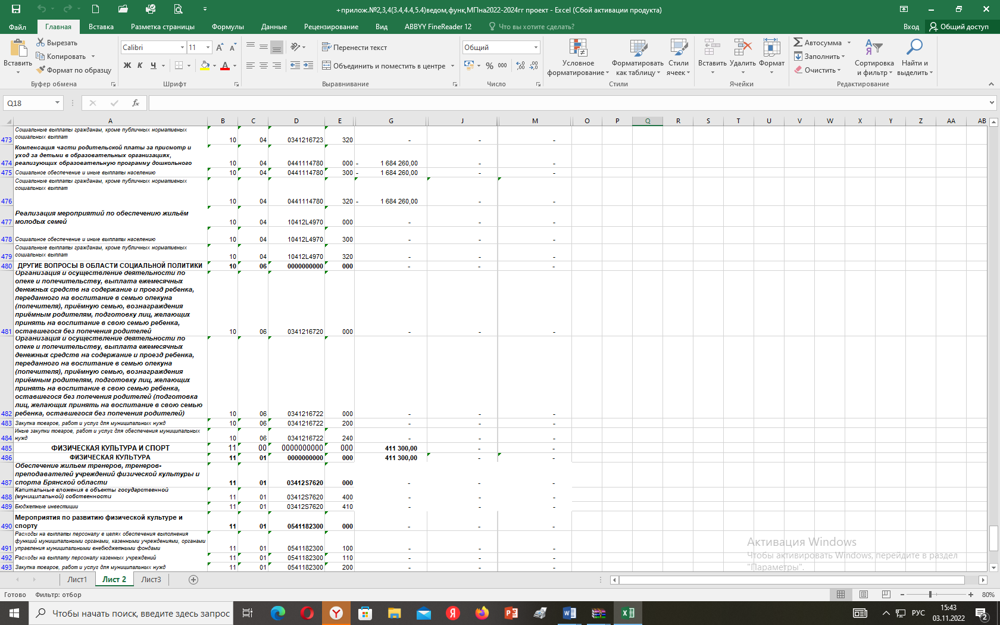 +прилож.№2,3,4(3.4,4.4,5.4)ведом,функ,МПна2022-2024гг проект - Excel (Сбой активации продукта)
Файл Главная Вставка Разметка страницы Формулы Данные Рецензирование Вид ABBYY FineReader 12 Что вы хотите сделать? Вход Общий доступ
Вставить
Вырезать
Копировать
Формат по образцу
Буфер обмена
Calibri 11
Ж К Ч А
Шрифт
Перенести текст
Объединить и поместить в центре
Выравнивание
Общий
% 000
Число
Условное форматирование
Форматировать как таблицу
Стили ячеек
Стили
Вставить Удалить Формат
Ячейки
Автосумма
Заполнить
Очистить
Сортировка и фильтр
Найти и выделить
Редактирование
Q18 fx
A B C D E G J M O P Q R S T U V W X Y Z AA AB
Социальные выплаты гражданам, кроме публичных нормативных
473 социальных выплат 10 04 0341216723 320 - - -
Компенсация части родительской платы за присмотр и
уход за детьми в образовательных организациях,
474 реализующих образовательную программу дошкольного 10 04 0441114780 000 - 1 684 260,00 - -
475 Социальное обеспечение и иные выплаты населению 10 04 0441114780 300 - 1 684 260,00 - -
Социальные выплаты гражданам, кроме публичных нормативных
социальных выплат
476 10 04 0441114780 320 - 1 684 260,00 - -
Реализация мероприятий по обеспечению жильём
477 молодых семей 10 04 10412L4970 000 - - -
478 Социальное обеспечение и иные выплаты населению 10 04 10412L4970 300 - - -
Социальные выплаты гражданам, кроме публичных нормативных
479 социальных выплат 10 04 10412L4970 320 - - -
480 ДРУГИЕ ВОПРОСЫ В ОБЛАСТИ СОЦИАЛЬНОЙ ПОЛИТИКИ 10 06 0000000000 000 - - -
Организация и осуществление деятельности по
опеке и попечительству, выплата ежемесячных
денежных средств на содержание и проезд ребенка,
переданного на воспитание в семью опекуна
(попечителя), приёмную семью, вознаграждения
приёмным родителям, подготовку лиц, желающих
принять на воспитание в свою семью ребенка,
481 оставшегося без попечения родителей 10 06 0341216720 000 - - -
Организация и осуществление деятельности по
опеке и попечительству, выплата ежемесячных
денежных средств на содержание и проезд ребенка,
переданного на воспитание в семью опекуна
(попечителя), приёмную семью, вознаграждения
приёмным родителям, подготовку лиц, желающих
принять на воспитание в свою семью ребенка,
оставшегося без попечения родителей (подготовка
лиц, желающих принять на воспитание в свою семью
482 ребенка, оставшегося без попечения родителей) 10 06 0341216722 000 - - -
483 Закупка товаров, работ и услуг для муниципальных нужд 10 06 0341216722 200 - - -
Иные закупки товаров, работ и услуг для обеспечения муниципальных
484 нужд 10 06 0341216722 240 - - -
485 ФИЗИЧЕСКАЯ КУЛЬТУРА И СПОРТ 11 00 0000000000 000 411 300,00 - -
486 ФИЗИЧЕСКАЯ КУЛЬТУРА 11 01 0000000000 000 411 300,00 - -
Обеспечение жильем тренеров, тренеров-
преподавателей учреждений физической культуры и
487 спорта Брянской области 11 01 03412S7620 000 - - -
Капитальные вложения в объекты государственной
488 (муниципальной) собственности 11 01 03412S7620 400 - - -
489 Бюджетные инвестиции 11 01 03412S7620 410 - - -
Мероприятия по развитию физической культуре и
490 спорту 11 01 0541182300 000 - - -
Расходы на выплаты персоналу в целях обеспечения выполнения
функций муниципальными органами, казенными учреждениями, органами
491 управления муниципальными внебюджетными фондами 11 01 0541182300 100 - - -
492 Расходы на выплату персоналу казенных учреждений 11 01 0541182300 110 - - -
493 Закупка товаров, работ и услуг для муниципальных нужд 11 01 0541182300 200 - - -
Активация Windows
Чтобы активировать Windows, перейдите в раздел
"Параметры".
Лист1 Лист 2 Лист3
Готово Фильтр: отбор 80%
Чтобы начать поиск, введите здесь запрос РУС 15:43
03.11.2022 2